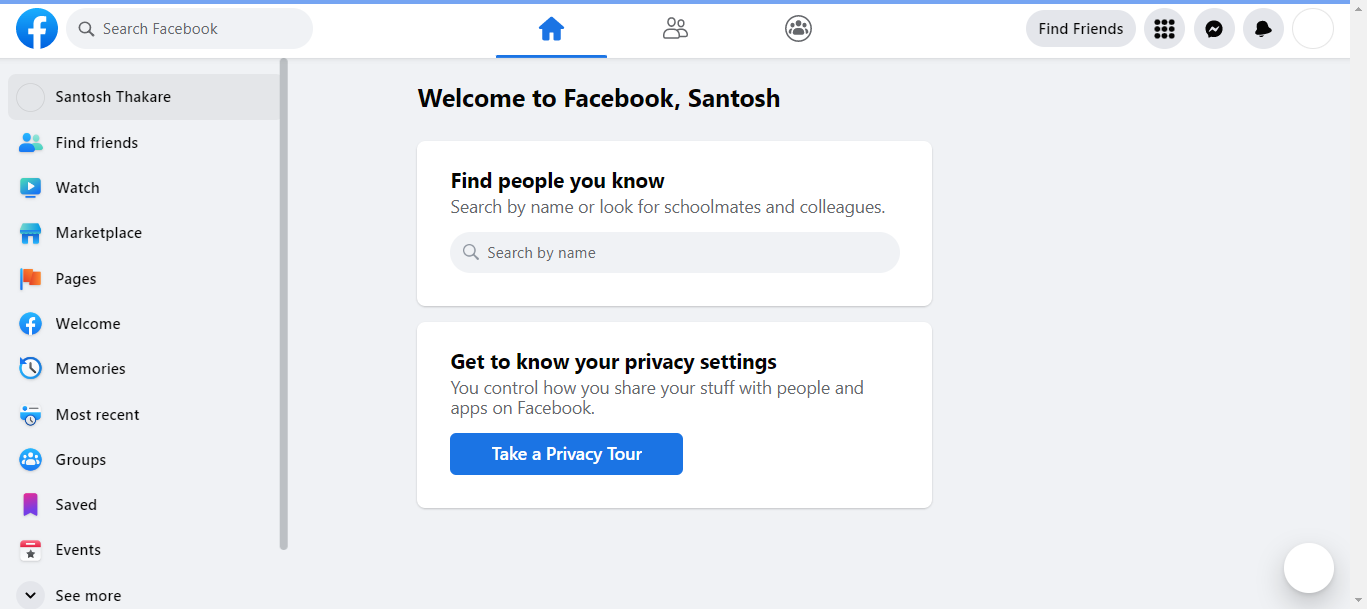 Search Facebook
Find Friends
Santosh Thakare
Find friends
Watch
Marketplace
Pages
Welcome
Memories
Most recent
Groups
Saved
Events
See more
Welcome to Facebook, Santosh
Find people you know
Search by name or look for schoolmates and colleagues.
Search by name
Get to know your privacy settings
You control how you share your stuff with people and
apps on Facebook.
Take a Privacy Tour